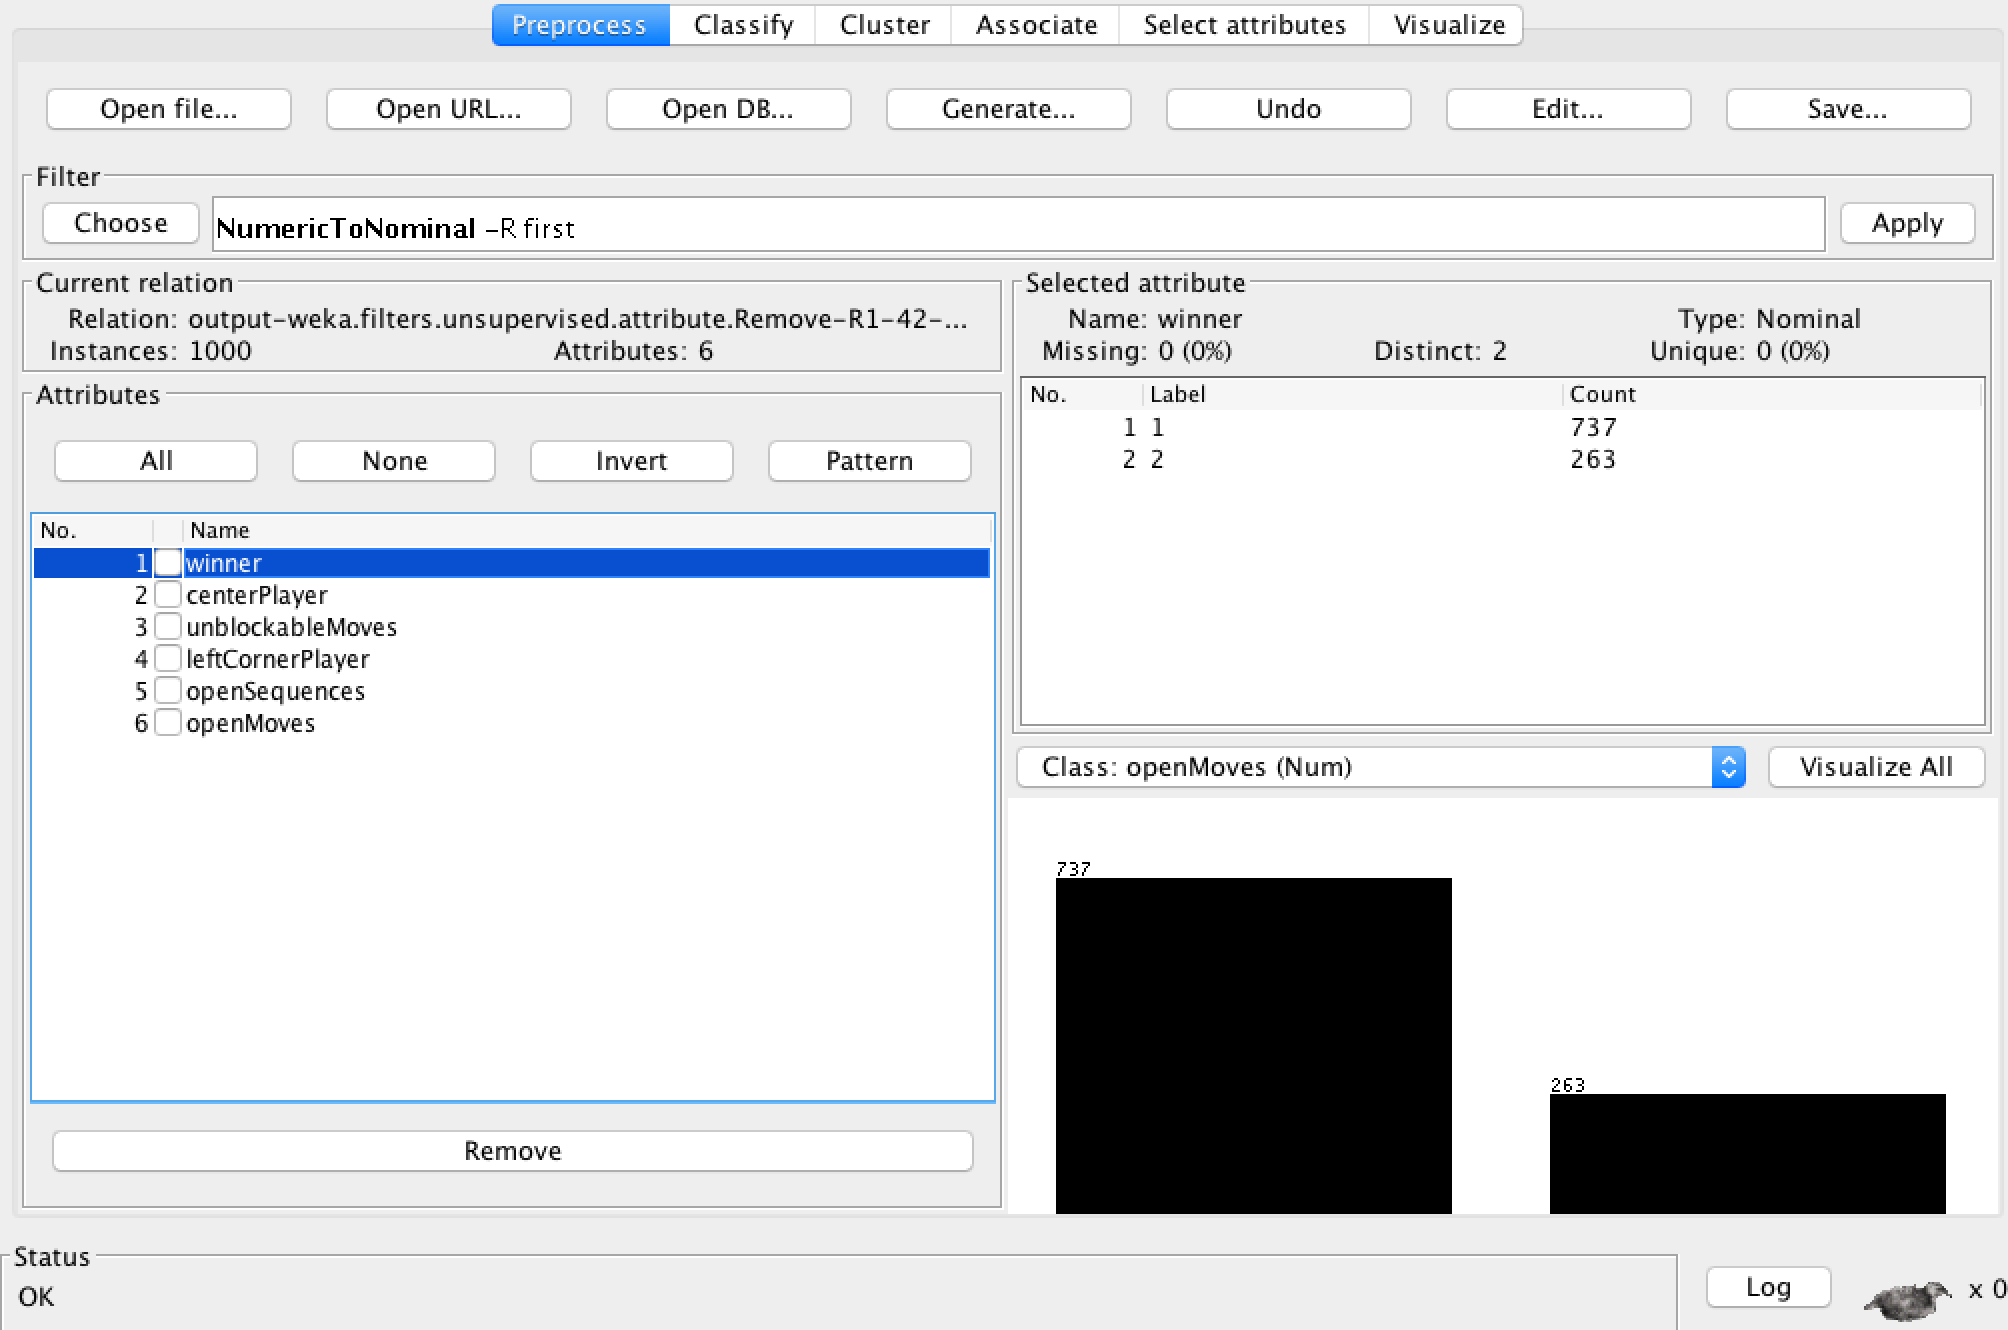 Preprocess Classify Cluster Associate Select attributes Visualize
Open file... Open URL... Open DB... Generate... Undo Edit... Save...
Filter
Choose NumericToNominal -R first Apply
Current relation
Relation: output-weka.filters.unsupervised.attribute.Remove-R1-42-...
Instances: 1000 Attributes: 6
Attributes
All None Invert Pattern
No. Name
1 winner
2 centerPlayer
3 unblockableMoves
4 leftCornerPlayer
5 openSequences
6 openMoves
Remove
Selected attribute
Name: winner Type: Nominal
Missing: 0 (0%) Distinct: 2 Unique: 0 (0%)
No. Label Count
1 1 737
2 2 263
Class: openMoves (Num) Visualize All
737
263
Status
OK
Log x 0